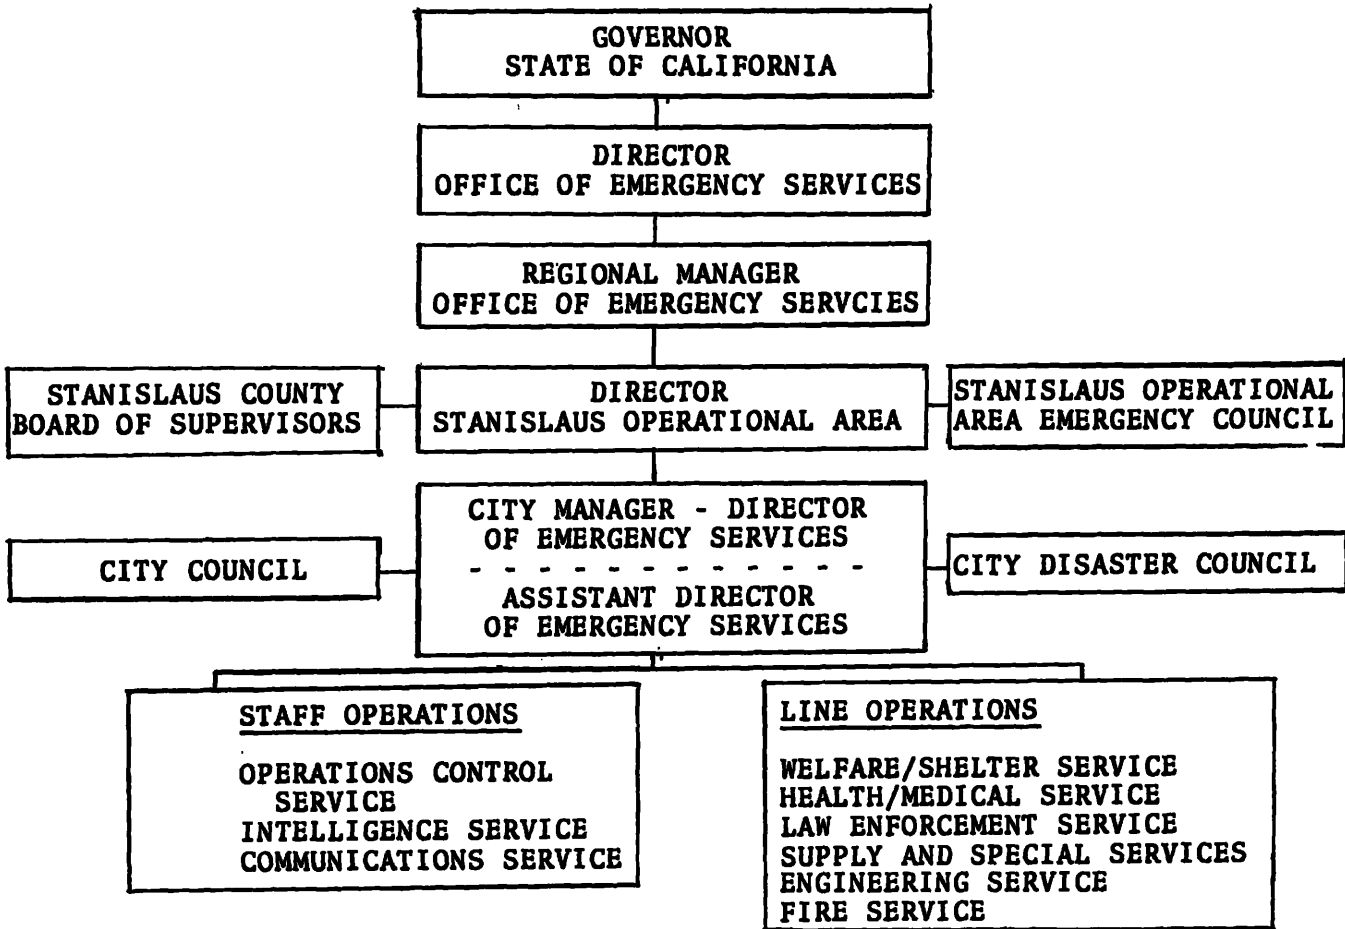 GOVERNOR
STATE OF CALIFORNIA
DIRECTOR
OFFICE OF EMERGENCY SERVICES
REGIONAL MANAGER
OFFICE OF EMERGENCY SERVCIES
STANISLAUS COUNTY
BOARD OF SUPERVISORS
DIRECTOR
STANISLAUS OPERATIONAL AREA
STANISLAUS OPERATIONAL
AREA EMERGENCY COUNCIL
CITY COUNCIL
CITY MANAGER - DIRECTOR
OF EMERGENCY SERVICES
ASSISTANT DIRECTOR
OF EMERGENCY SERVICES
CITY DISASTER COUNCIL
STAFF OPERATIONS
OPERATIONS CONTROL
SERVICE
INTELLIGENCE SERVICE
COMMUNICATIONS SERVICE
LINE OPERATIONS
WELFARE/SHELTER SERVICE
HEALTH/MEDICAL SERVICE
LAW ENFORCEMENT SERVICE
SUPPLY AND SPECIAL SERVICES
ENGINEERING SERVICE
FIRE SERVICE